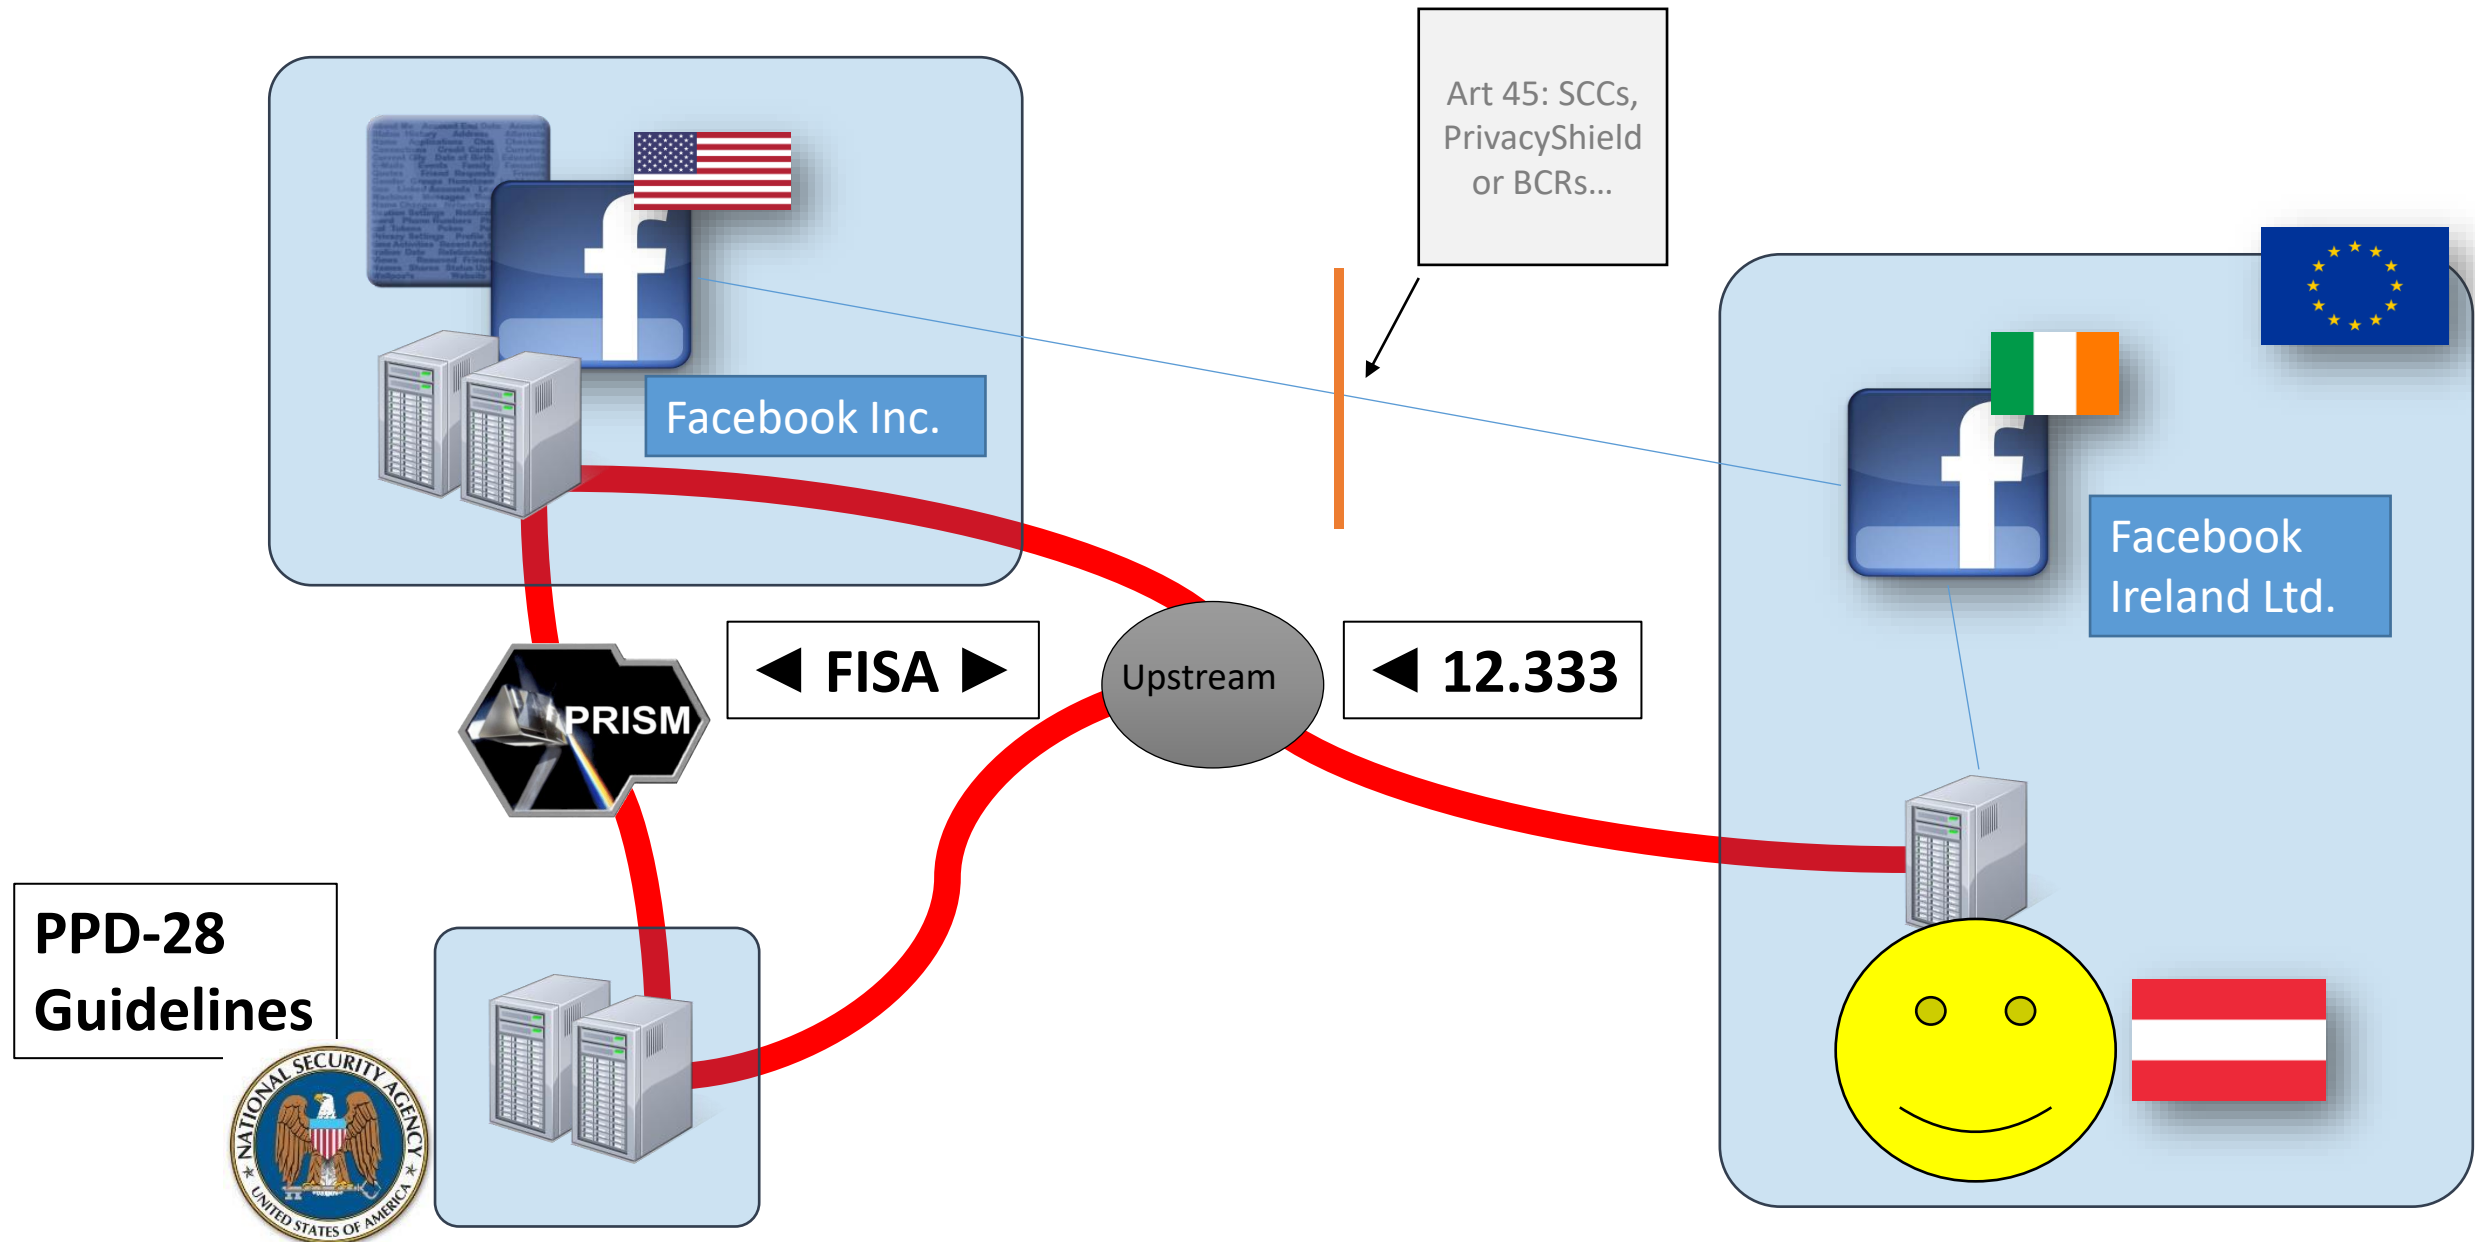 Art 45: SCCs,
PrivacyShield
or BCRs...
Facebook Inc.
Facebook
Ireland Ltd.
◄ FISA ►
Upstream
◄ 12.333
PRISM
PPD-28
Guidelines
NATIONAL SECURITY AGENCY
UNITED STATES OF AMERICA